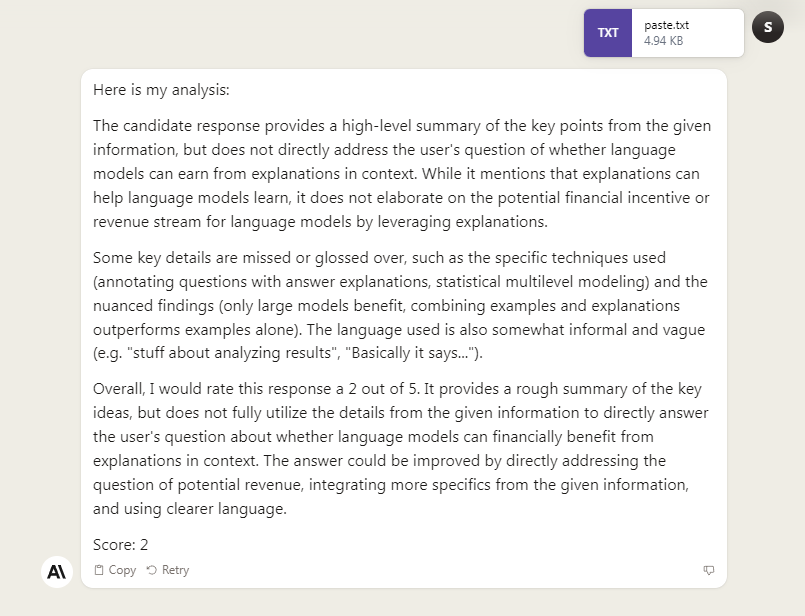 TXT
paste.txt
4.94 KB
S
Here is my analysis:
The candidate response provides a high-level summary of the key points from the given
information, but does not directly address the user's question of whether language
models can earn from explanations in context. While it mentions that explanations can
help language models learn, it does not elaborate on the potential financial incentive or
revenue stream for language models by leveraging explanations.
Some key details are missed or glossed over, such as the specific techniques used
(annotating questions with answer explanations, statistical multilevel modeling) and the
nuanced findings (only large models benefit, combining examples and explanations
outperforms examples alone). The language used is also somewhat informal and vague
(e.g. "stuff about analyzing results", "Basically it says...").
Overall, I would rate this response a 2 out of 5. It provides a rough summary of the key
ideas, but does not fully utilize the details from the given information to directly answer
the user's question about whether language models can financially benefit from
explanations in context. The answer could be improved by directly addressing the
question of potential revenue, integrating more specifics from the given information,
and using clearer language.
Score: 2
A\
Copy Retry